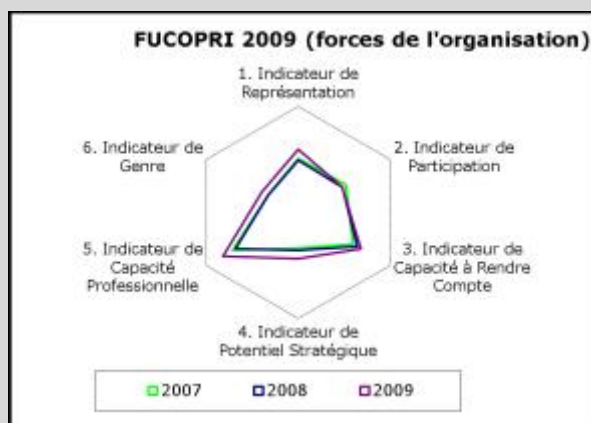 FUCOPRI 2009 (forces de l'organisation)
1. Indicateur de
Représentation
2. Indicateur de
Participation
3. Indicateur de
Capacité à Rendre
Compte
4. Indicateur de
Potentiel Stratégique
5. Indicateur de
Capacité
Professionnelle
6. Indicateur de
Genre
2007 2008 2009